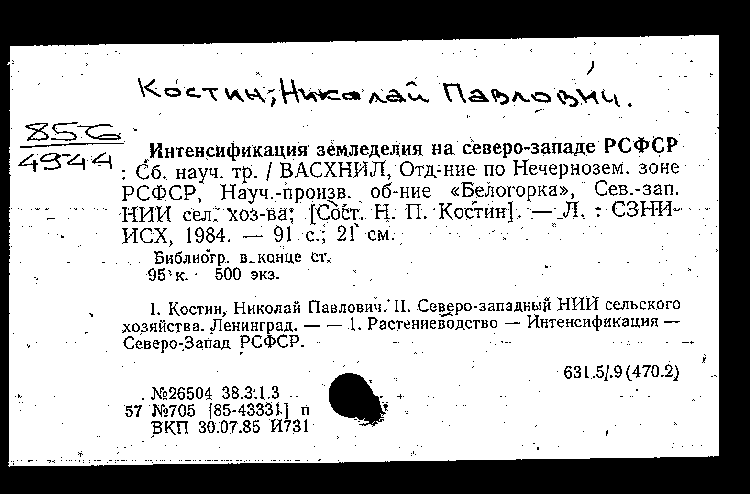 Костин, Николай Павлович.
85-6
4944
Интенсификация земледелия на северо-западе РСФСР
: Сб. науч. тр. / ВАСХНИЛ, Отд-ние по Нечернозем. зоне
РСФСР, Науч.-произв. об-ние «Белогорка», Сев.-зап.
НИИ сел. хоз-ва; [Сост. Н. П. Костин]. — Л. : СЗНИ-
ИСХ, 1984. — 91 с.; 21 см.
Библиогр. в конце ст.
95 к. 500 экз.
I. Костин, Николай Павлович. II. Северо-западный НИИ сельского
хозяйства. Ленинград. — — 1. Растениеводство — Интенсификация —
Северо-Запад РСФСР.
631.5/.9(470.2)
№26504 38.3.1.3
57 №705 [85-43331] п
ВКП 30.07.85 И731